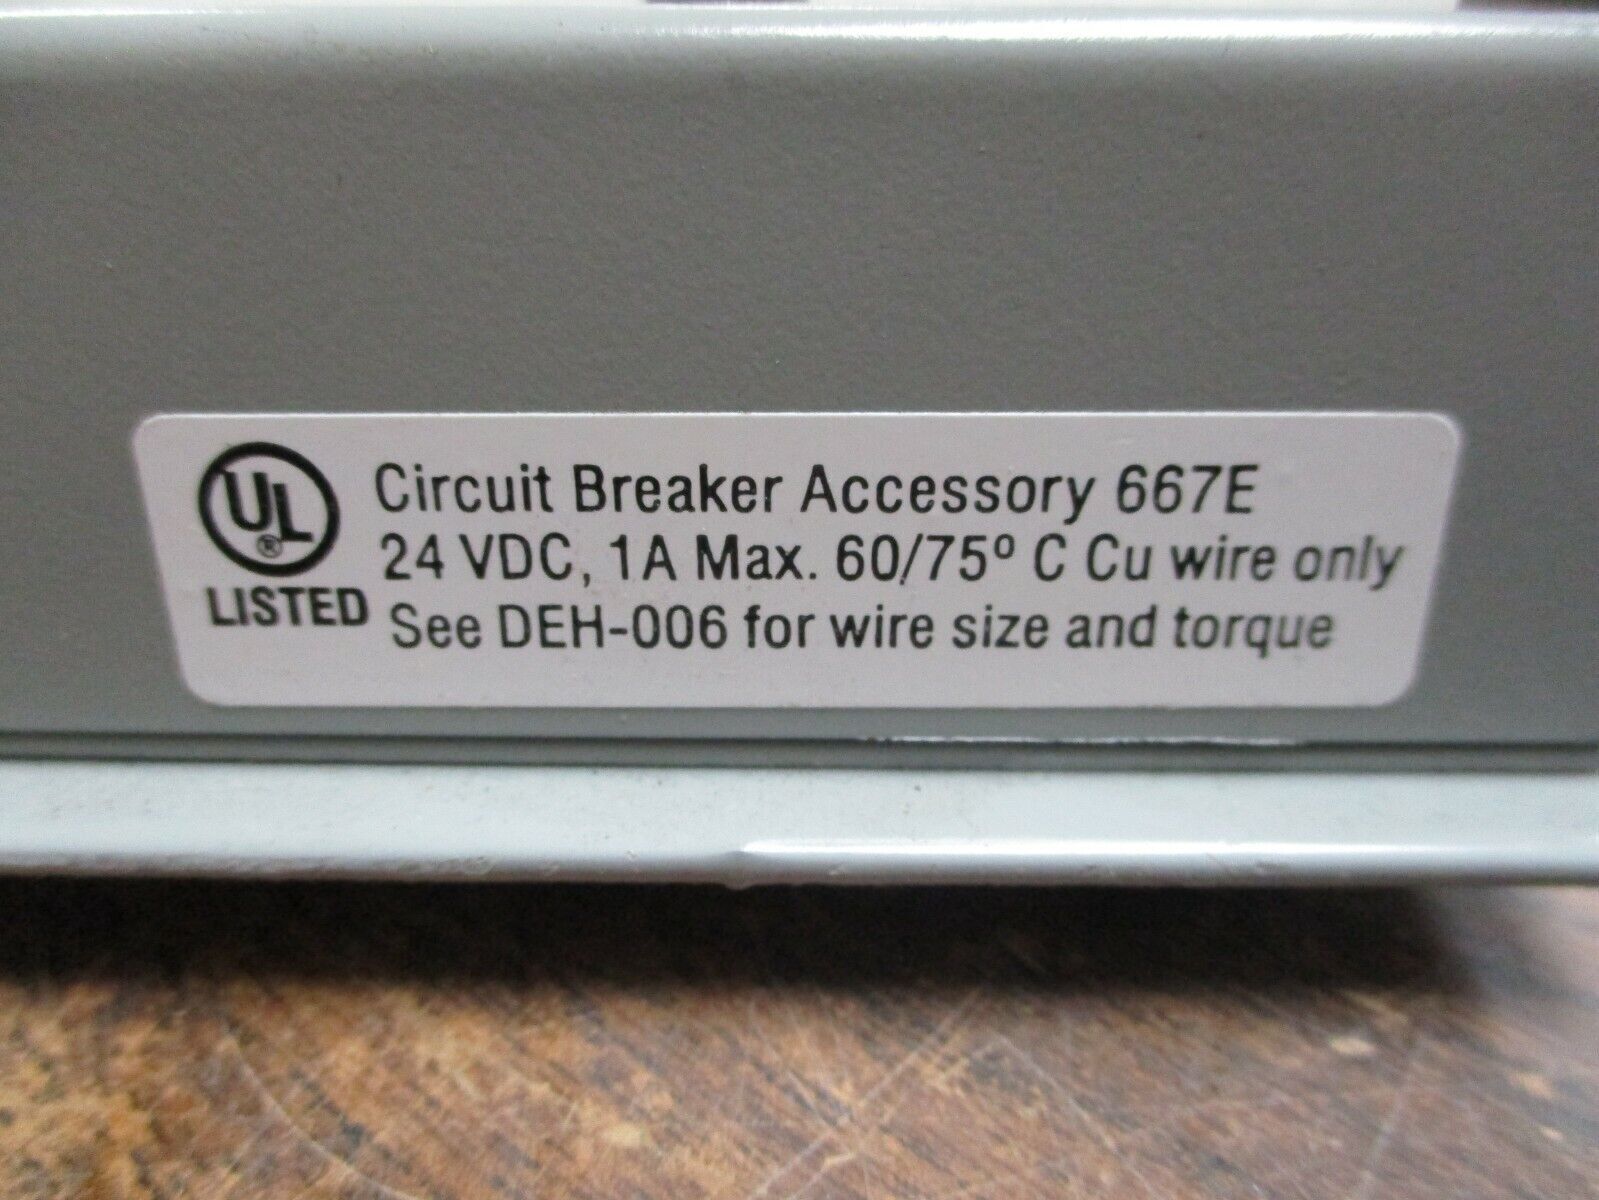 UL ® LISTED
Circuit Breaker Accessory 667E
24 VDC, 1A Max. 60/75º C Cu wire only
See DEH-006 for wire size and torque